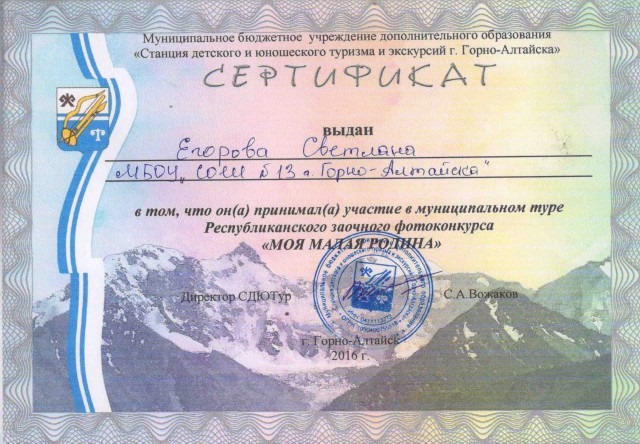 Муниципальное бюджетное учреждение дополнительного образования
«Станция детского и юношеского туризма и экскурсий г. Горно-Алтайска»
СЕРТИФИКАТ
выдан
Егорова Светлана
МБОУ „СОШ №13 г. Горно-Алтайска"
в том, что он(а) принимал(а) участие в муниципальном туре
Республиканского заочного фотоконкурса
«МОЯ МАЛАЯ РОДИНА»
Директор СДЮТур
С.А.Вожаков
г. Горно-Алтайск
2016 г.